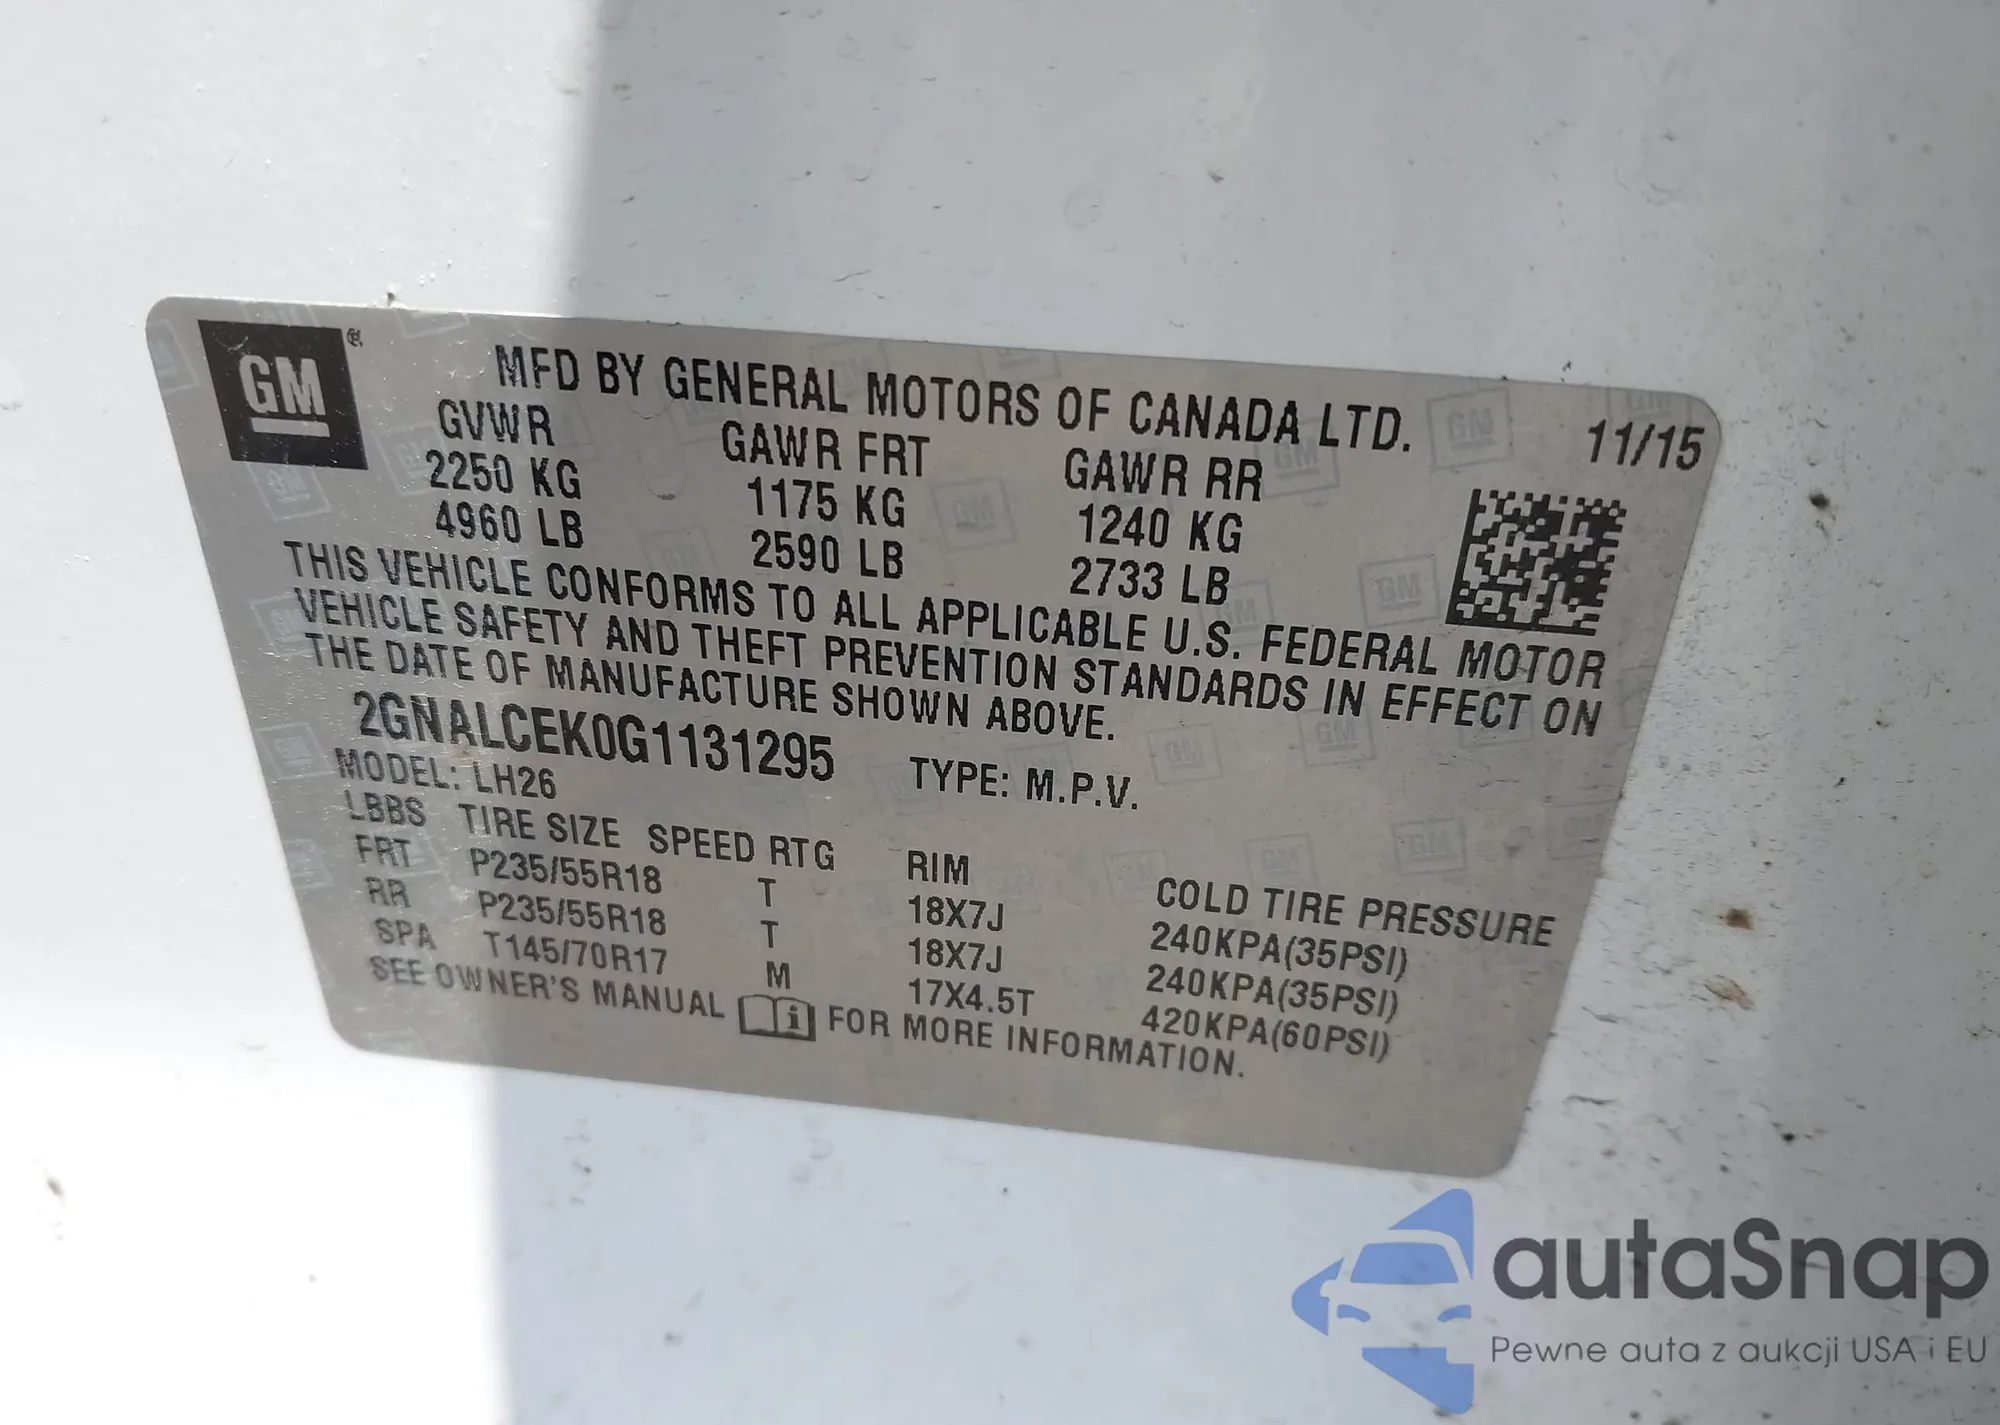 GM ®
MFD BY GENERAL MOTORS OF CANADA LTD. 11/15
GVWR GAWR FRT GAWR RR
2250 KG 1175 KG 1240 KG
4960 LB 2590 LB 2733 LB
THIS VEHICLE CONFORMS TO ALL APPLICABLE U.S. FEDERAL MOTOR
VEHICLE SAFETY AND THEFT PREVENTION STANDARDS IN EFFECT ON
THE DATE OF MANUFACTURE SHOWN ABOVE.
2GNALCEK0G1131295 TYPE: M.P.V.
MODEL: LH26
LBBS TIRE SIZE SPEED RTG RIM COLD TIRE PRESSURE
FRT P235/55R18 T 18X7J 240KPA(35PSI)
RR P235/55R18 T 18X7J 240KPA(35PSI)
SPA T145/70R17 M 17X4.5T 420KPA(60PSI)
SEE OWNER'S MANUAL i FOR MORE INFORMATION.
autaSnap
Pewne auta z aukcji USA i EU